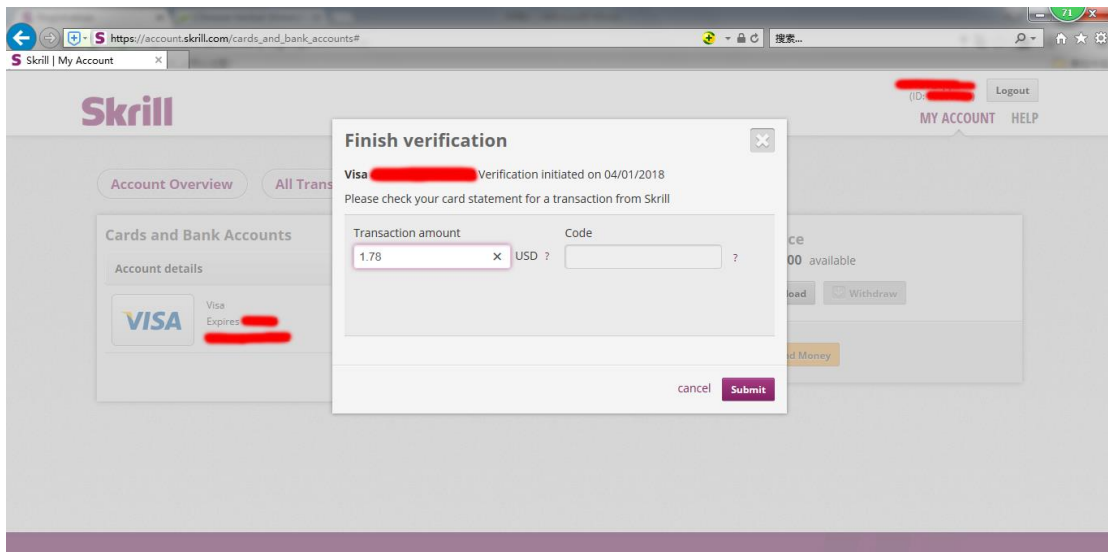 71
https://account.skrill.com/cards_and_bank_accounts#
搜索...
S Skrill | My Account
(ID:
Logout
Skrill
MY ACCOUNT HELP
Finish verification
Visa Verification initiated on 04/01/2018
Please check your card statement for a transaction from Skrill
Account Overview
All Trans
Cards and Bank Accounts
Account details
VISA
Visa
Expires
Transaction amount
Code
1.78
USD ?
?
ce
00 available
load
Withdraw
d Money
cancel
Submit